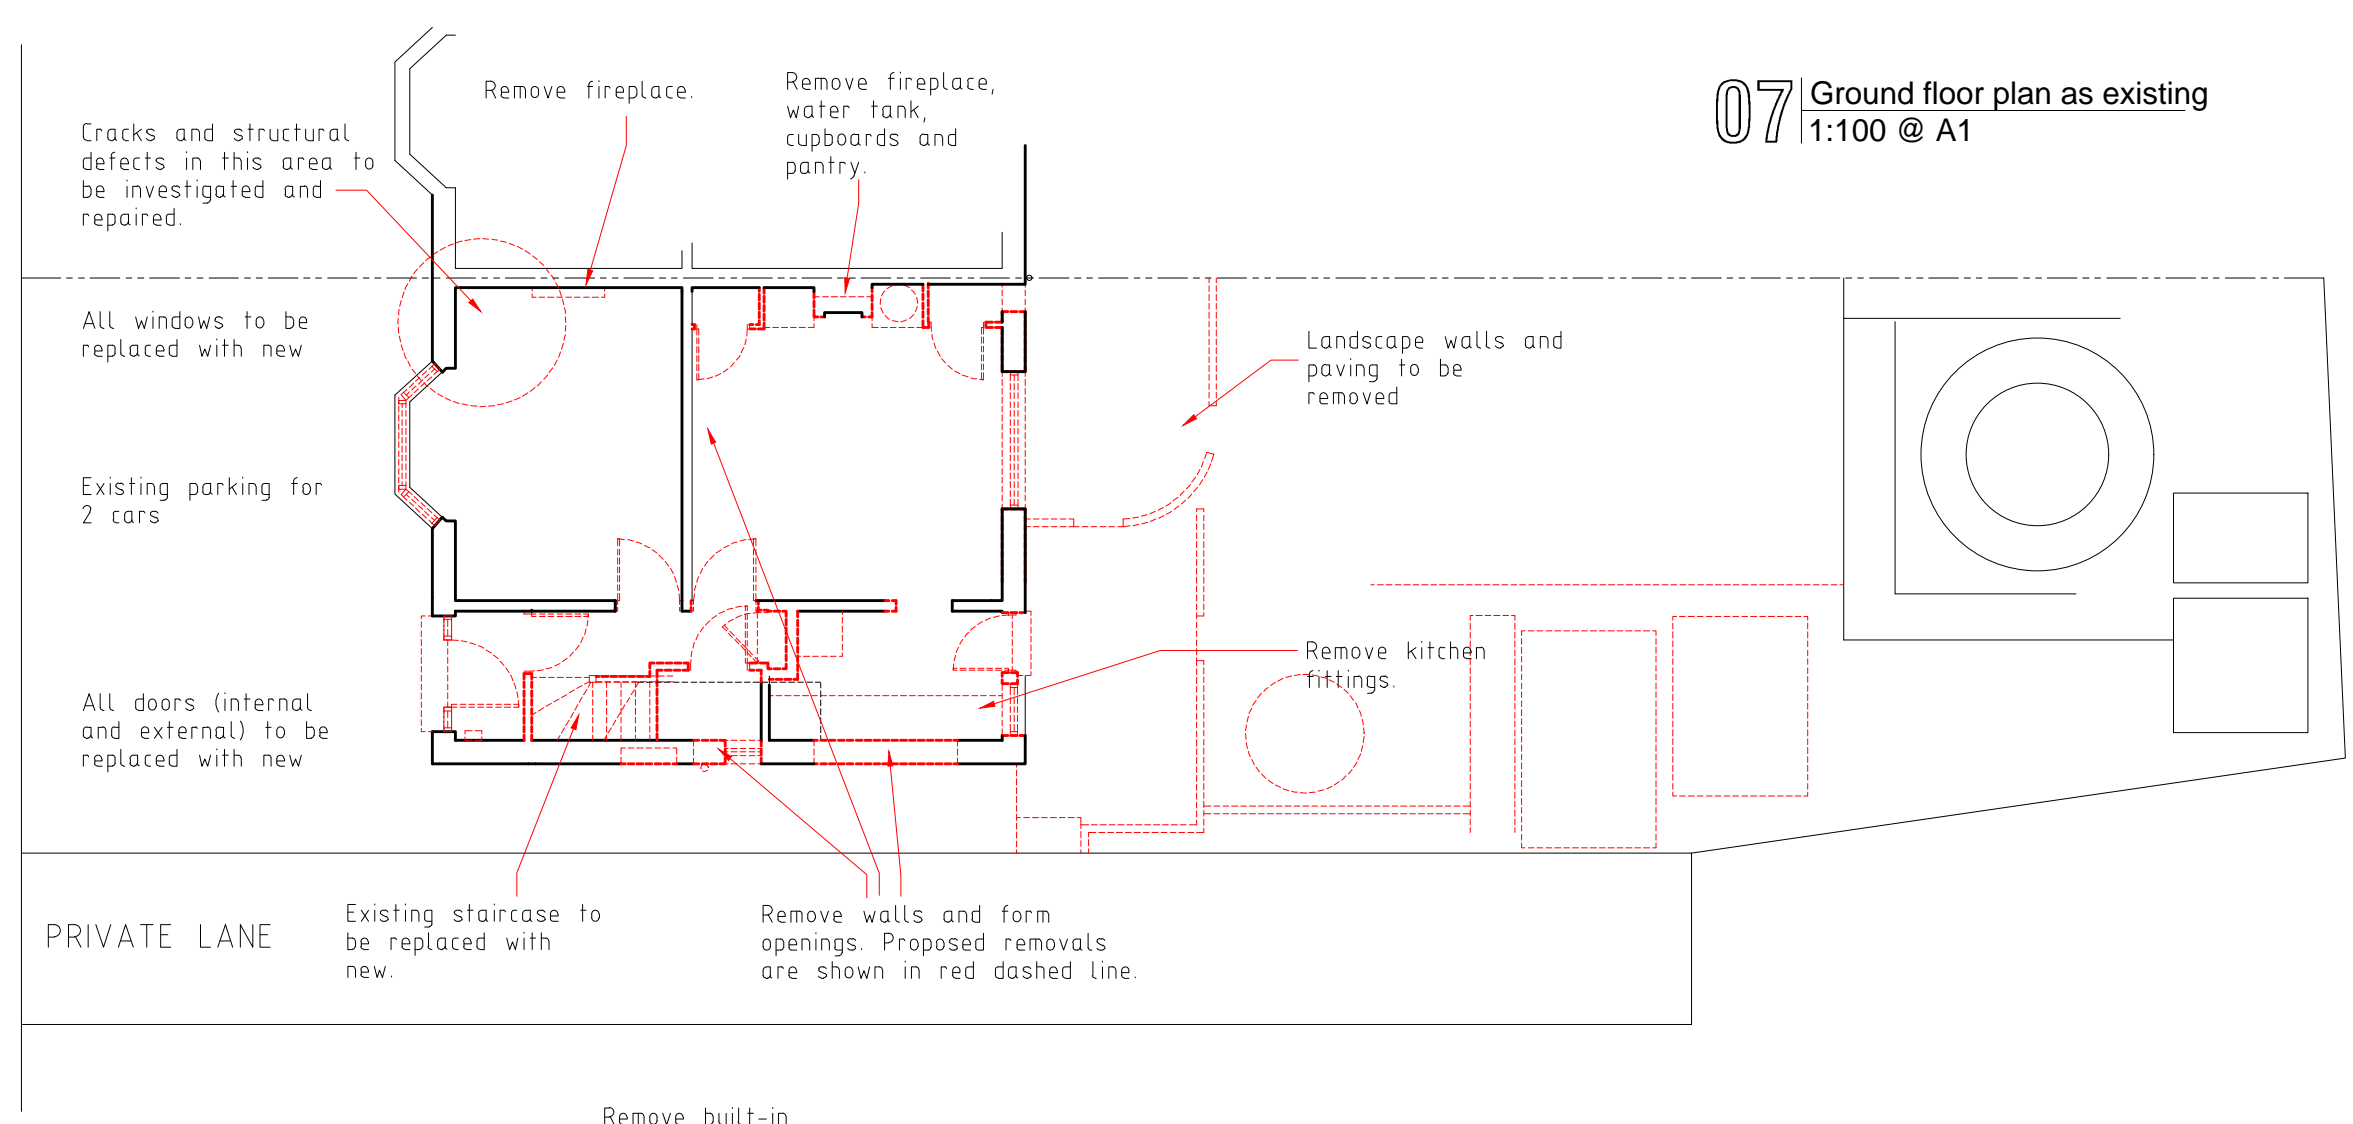 07
Ground floor plan as existing
1:100 @ A1
Remove fireplace.
Remove fireplace,
water tank,
cupboards and
pantry.
Cracks and structural
defects in this area to
be investigated and
repaired.
All windows to be
replaced with new
Landscape walls and
paving to be
removed
Existing parking for
2 cars
Remove kitchen
fittings.
All doors (internal
and external) to be
replaced with new
Existing staircase to
be replaced with
new.
Remove walls and form
openings. Proposed removals
are shown in red dashed line.
PRIVATE LANE
Remove built-in